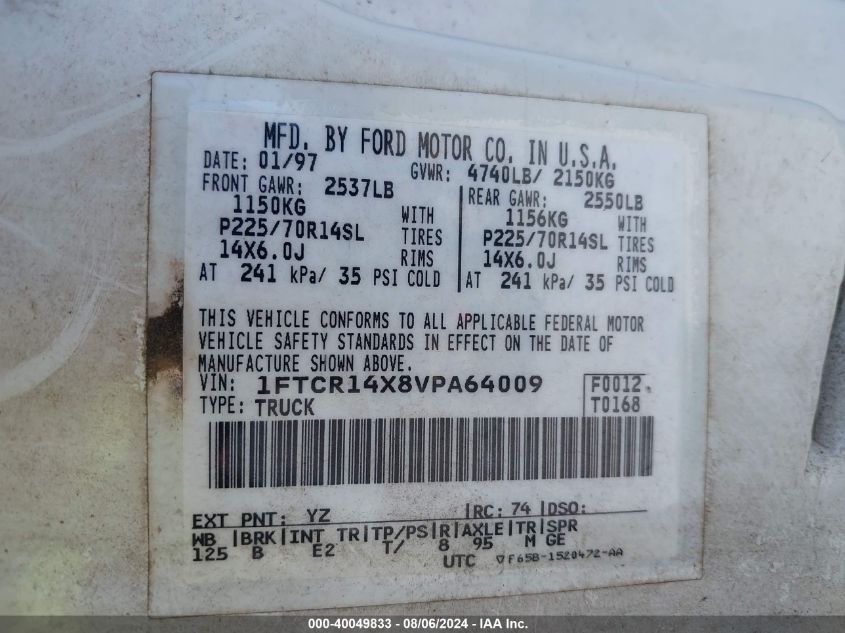 MFD. BY FORD MOTOR CO. IN U.S.A.
DATE: 01/97 GVWR: 4740LB/ 2150KG
FRONT GAWR: 2537LB REAR GAWR: 2550LB
1150KG WITH 1156KG WITH
P225/70R14SL TIRES P225/70R14SL TIRES
14X6.0J RIMS 14X6.0J RIMS
AT 241 kPa/ 35 PSI COLD AT 241 kPa/ 35 PSI COLD
THIS VEHICLE CONFORMS TO ALL APPLICABLE FEDERAL MOTOR
VEHICLE SAFETY STANDARDS IN EFFECT ON THE DATE OF
MANUFACTURE SHOWN ABOVE.
VIN: 1FTCR14X8VPA64009 F0012
TYPE: TRUCK T0168
EXT PNT: YZ RC: 74 DSO:
WB BRK INT TR TP/PS R AXLE TR SPR
125 B E2 T/ 8 95 M GE
UTC F65B-1520472-AA
000-40049833 - 08/06/2024 - IAA Inc.